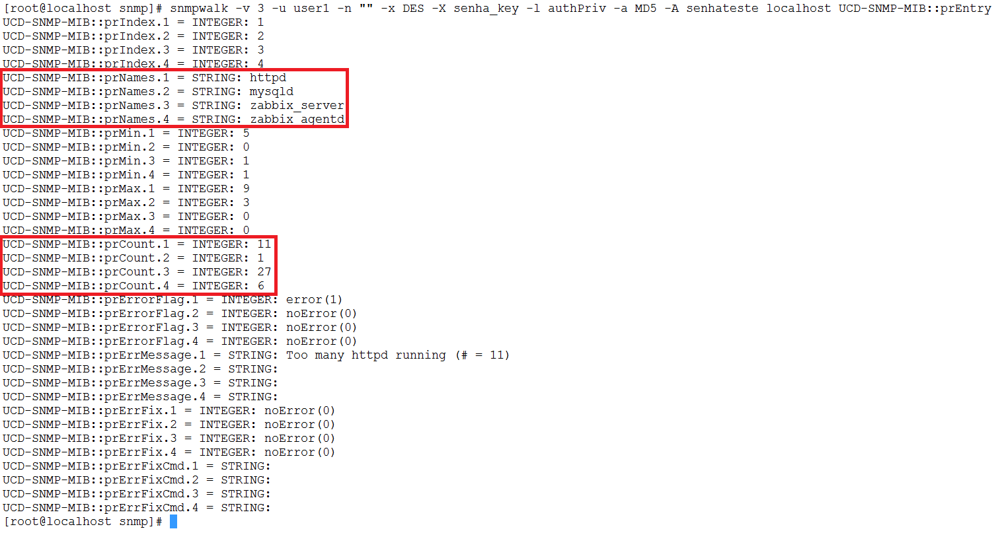 [root@localhost snmp]# snmpwalk -v 3 -u user1 -n "" -x DES -X senha_key -l authPriv -a MD5 -A senhateste localhost UCD-SNMP-MIB::prEntry
UCD-SNMP-MIB::prIndex.1 = INTEGER: 1
UCD-SNMP-MIB::prIndex.2 = INTEGER: 2
UCD-SNMP-MIB::prIndex.3 = INTEGER: 3
UCD-SNMP-MIB::prIndex.4 = INTEGER: 4
UCD-SNMP-MIB::prNames.1 = STRING: httpd
UCD-SNMP-MIB::prNames.2 = STRING: mysqld
UCD-SNMP-MIB::prNames.3 = STRING: zabbix_server
UCD-SNMP-MIB::prNames.4 = STRING: zabbix_agentd
UCD-SNMP-MIB::prMin.1 = INTEGER: 5
UCD-SNMP-MIB::prMin.2 = INTEGER: 0
UCD-SNMP-MIB::prMin.3 = INTEGER: 1
UCD-SNMP-MIB::prMin.4 = INTEGER: 1
UCD-SNMP-MIB::prMax.1 = INTEGER: 9
UCD-SNMP-MIB::prMax.2 = INTEGER: 3
UCD-SNMP-MIB::prMax.3 = INTEGER: 0
UCD-SNMP-MIB::prMax.4 = INTEGER: 0
UCD-SNMP-MIB::prCount.1 = INTEGER: 11
UCD-SNMP-MIB::prCount.2 = INTEGER: 1
UCD-SNMP-MIB::prCount.3 = INTEGER: 27
UCD-SNMP-MIB::prCount.4 = INTEGER: 6
UCD-SNMP-MIB::prErrorFlag.1 = INTEGER: error(1)
UCD-SNMP-MIB::prErrorFlag.2 = INTEGER: noError(0)
UCD-SNMP-MIB::prErrorFlag.3 = INTEGER: noError(0)
UCD-SNMP-MIB::prErrorFlag.4 = INTEGER: noError(0)
UCD-SNMP-MIB::prErrMessage.1 = STRING: Too many httpd running (# = 11)
UCD-SNMP-MIB::prErrMessage.2 = STRING:
UCD-SNMP-MIB::prErrMessage.3 = STRING:
UCD-SNMP-MIB::prErrMessage.4 = STRING:
UCD-SNMP-MIB::prErrFix.1 = INTEGER: noError(0)
UCD-SNMP-MIB::prErrFix.2 = INTEGER: noError(0)
UCD-SNMP-MIB::prErrFix.3 = INTEGER: noError(0)
UCD-SNMP-MIB::prErrFix.4 = INTEGER: noError(0)
UCD-SNMP-MIB::prErrFixCmd.1 = STRING:
UCD-SNMP-MIB::prErrFixCmd.2 = STRING:
UCD-SNMP-MIB::prErrFixCmd.3 = STRING:
UCD-SNMP-MIB::prErrFixCmd.4 = STRING:
[root@localhost snmp]#